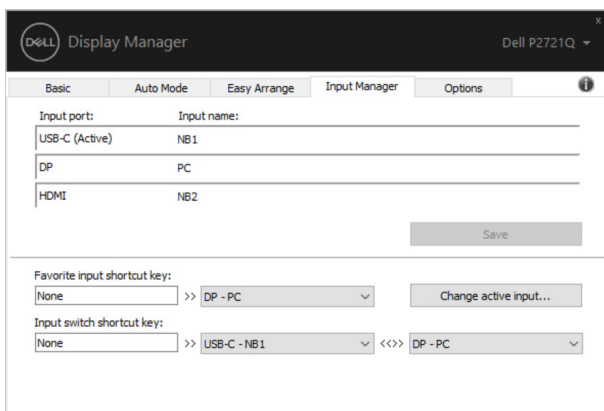 x
DELL Display Manager Dell P2721Q
Basic Auto Mode Easy Arrange Input Manager Options i
Input port: Input name:
USB-C (Active) NB1
DP PC
HDMI NB2
Save
Favorite input shortcut key:
None >> DP - PC Change active input...
Input switch shortcut key:
None >> USB-C - NB1 <<>> DP - PC